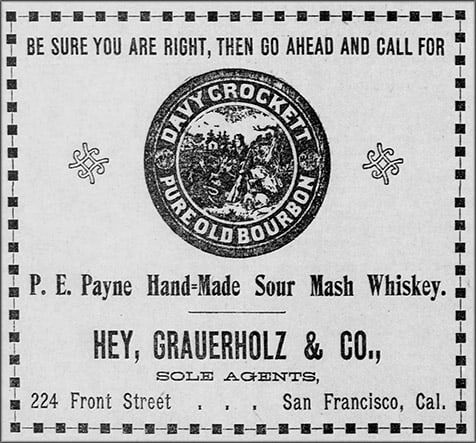 BE SURE YOU ARE RIGHT, THEN GO AHEAD AND CALL FOR
DAVY CROCKETT
PURE OLD BOURBON
P. E. Payne Hand=Made Sour Mash Whiskey.
HEY, GRAUERHOLZ & CO.,
SOLE AGENTS,
224 Front Street . . . San Francisco, Cal.